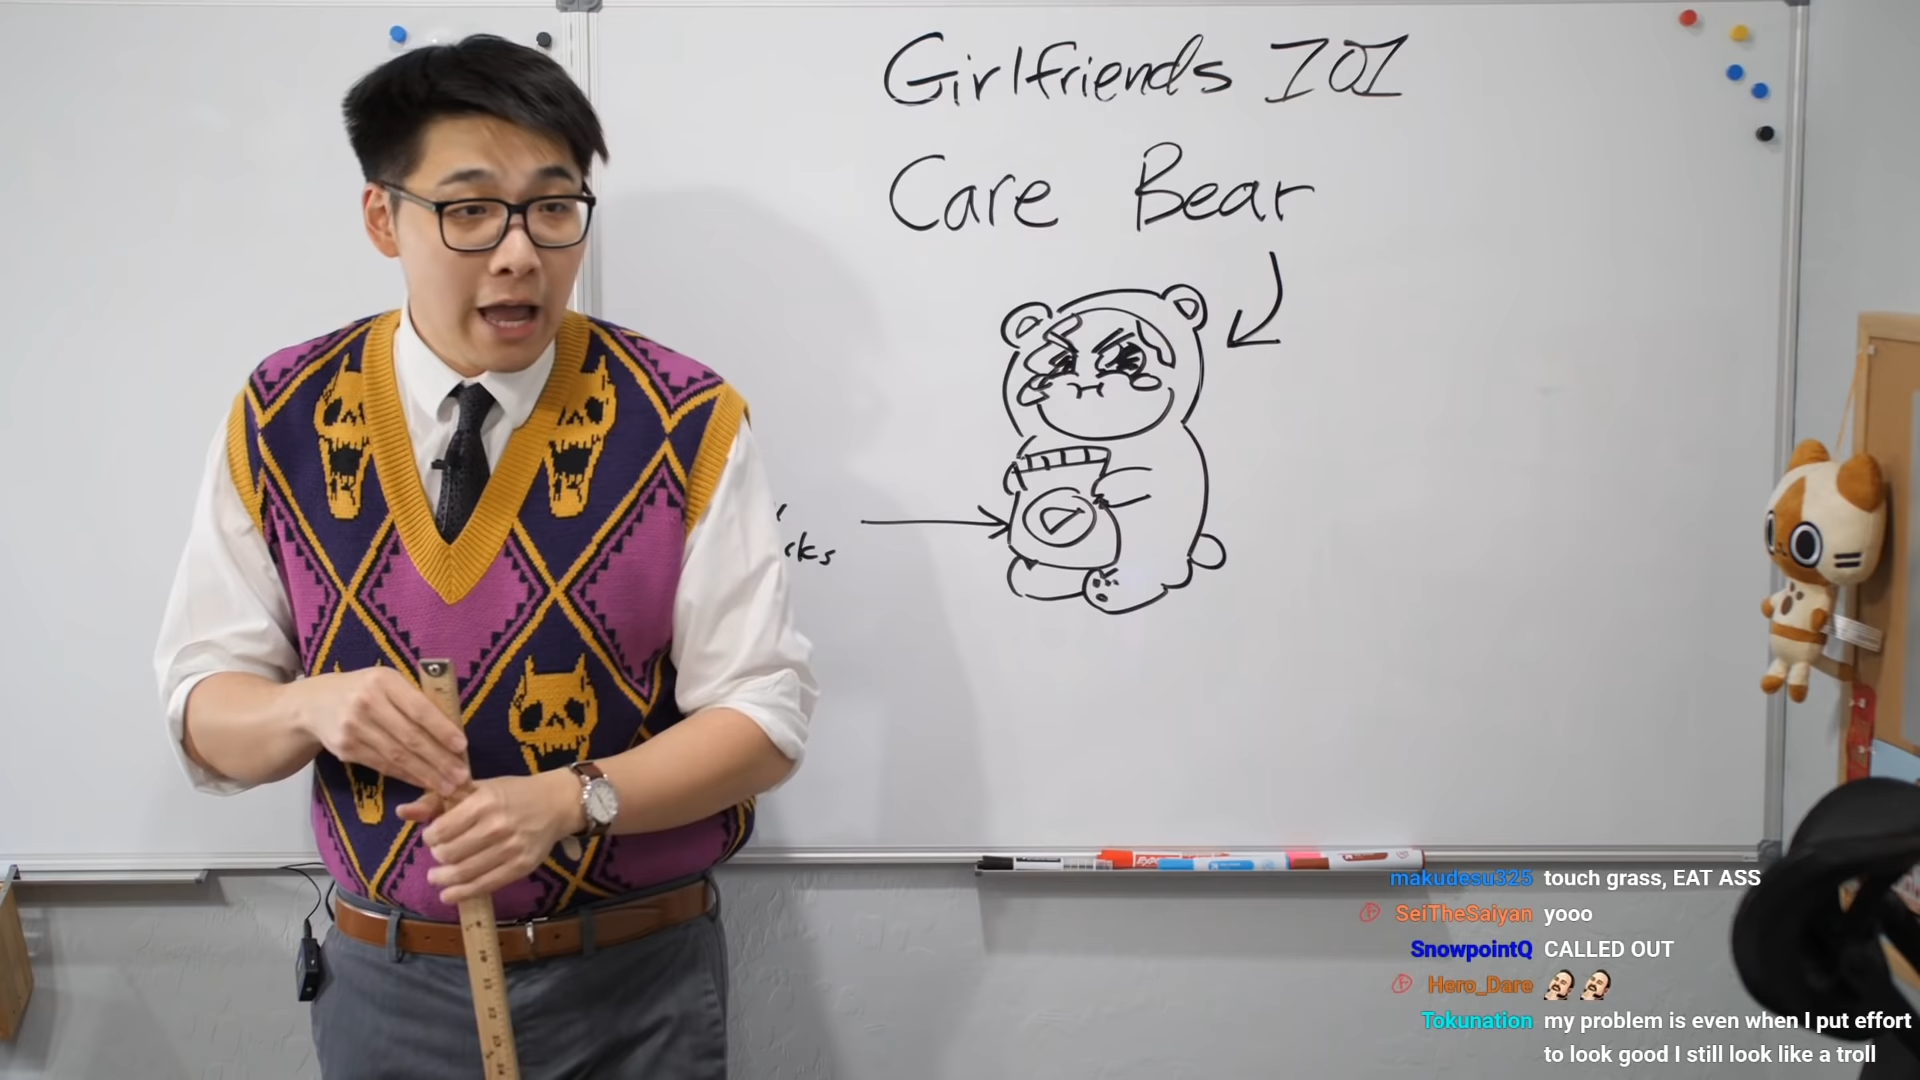 Girlfriends 101
Care Bear
EXPO
makudesu325 touch grass, EAT ASS
SeiTheSaiyan yooo
SnowpointQ CALLED OUT
Hero_Dare
Tokunation my problem is even when I put effort
to look good I still look like a troll